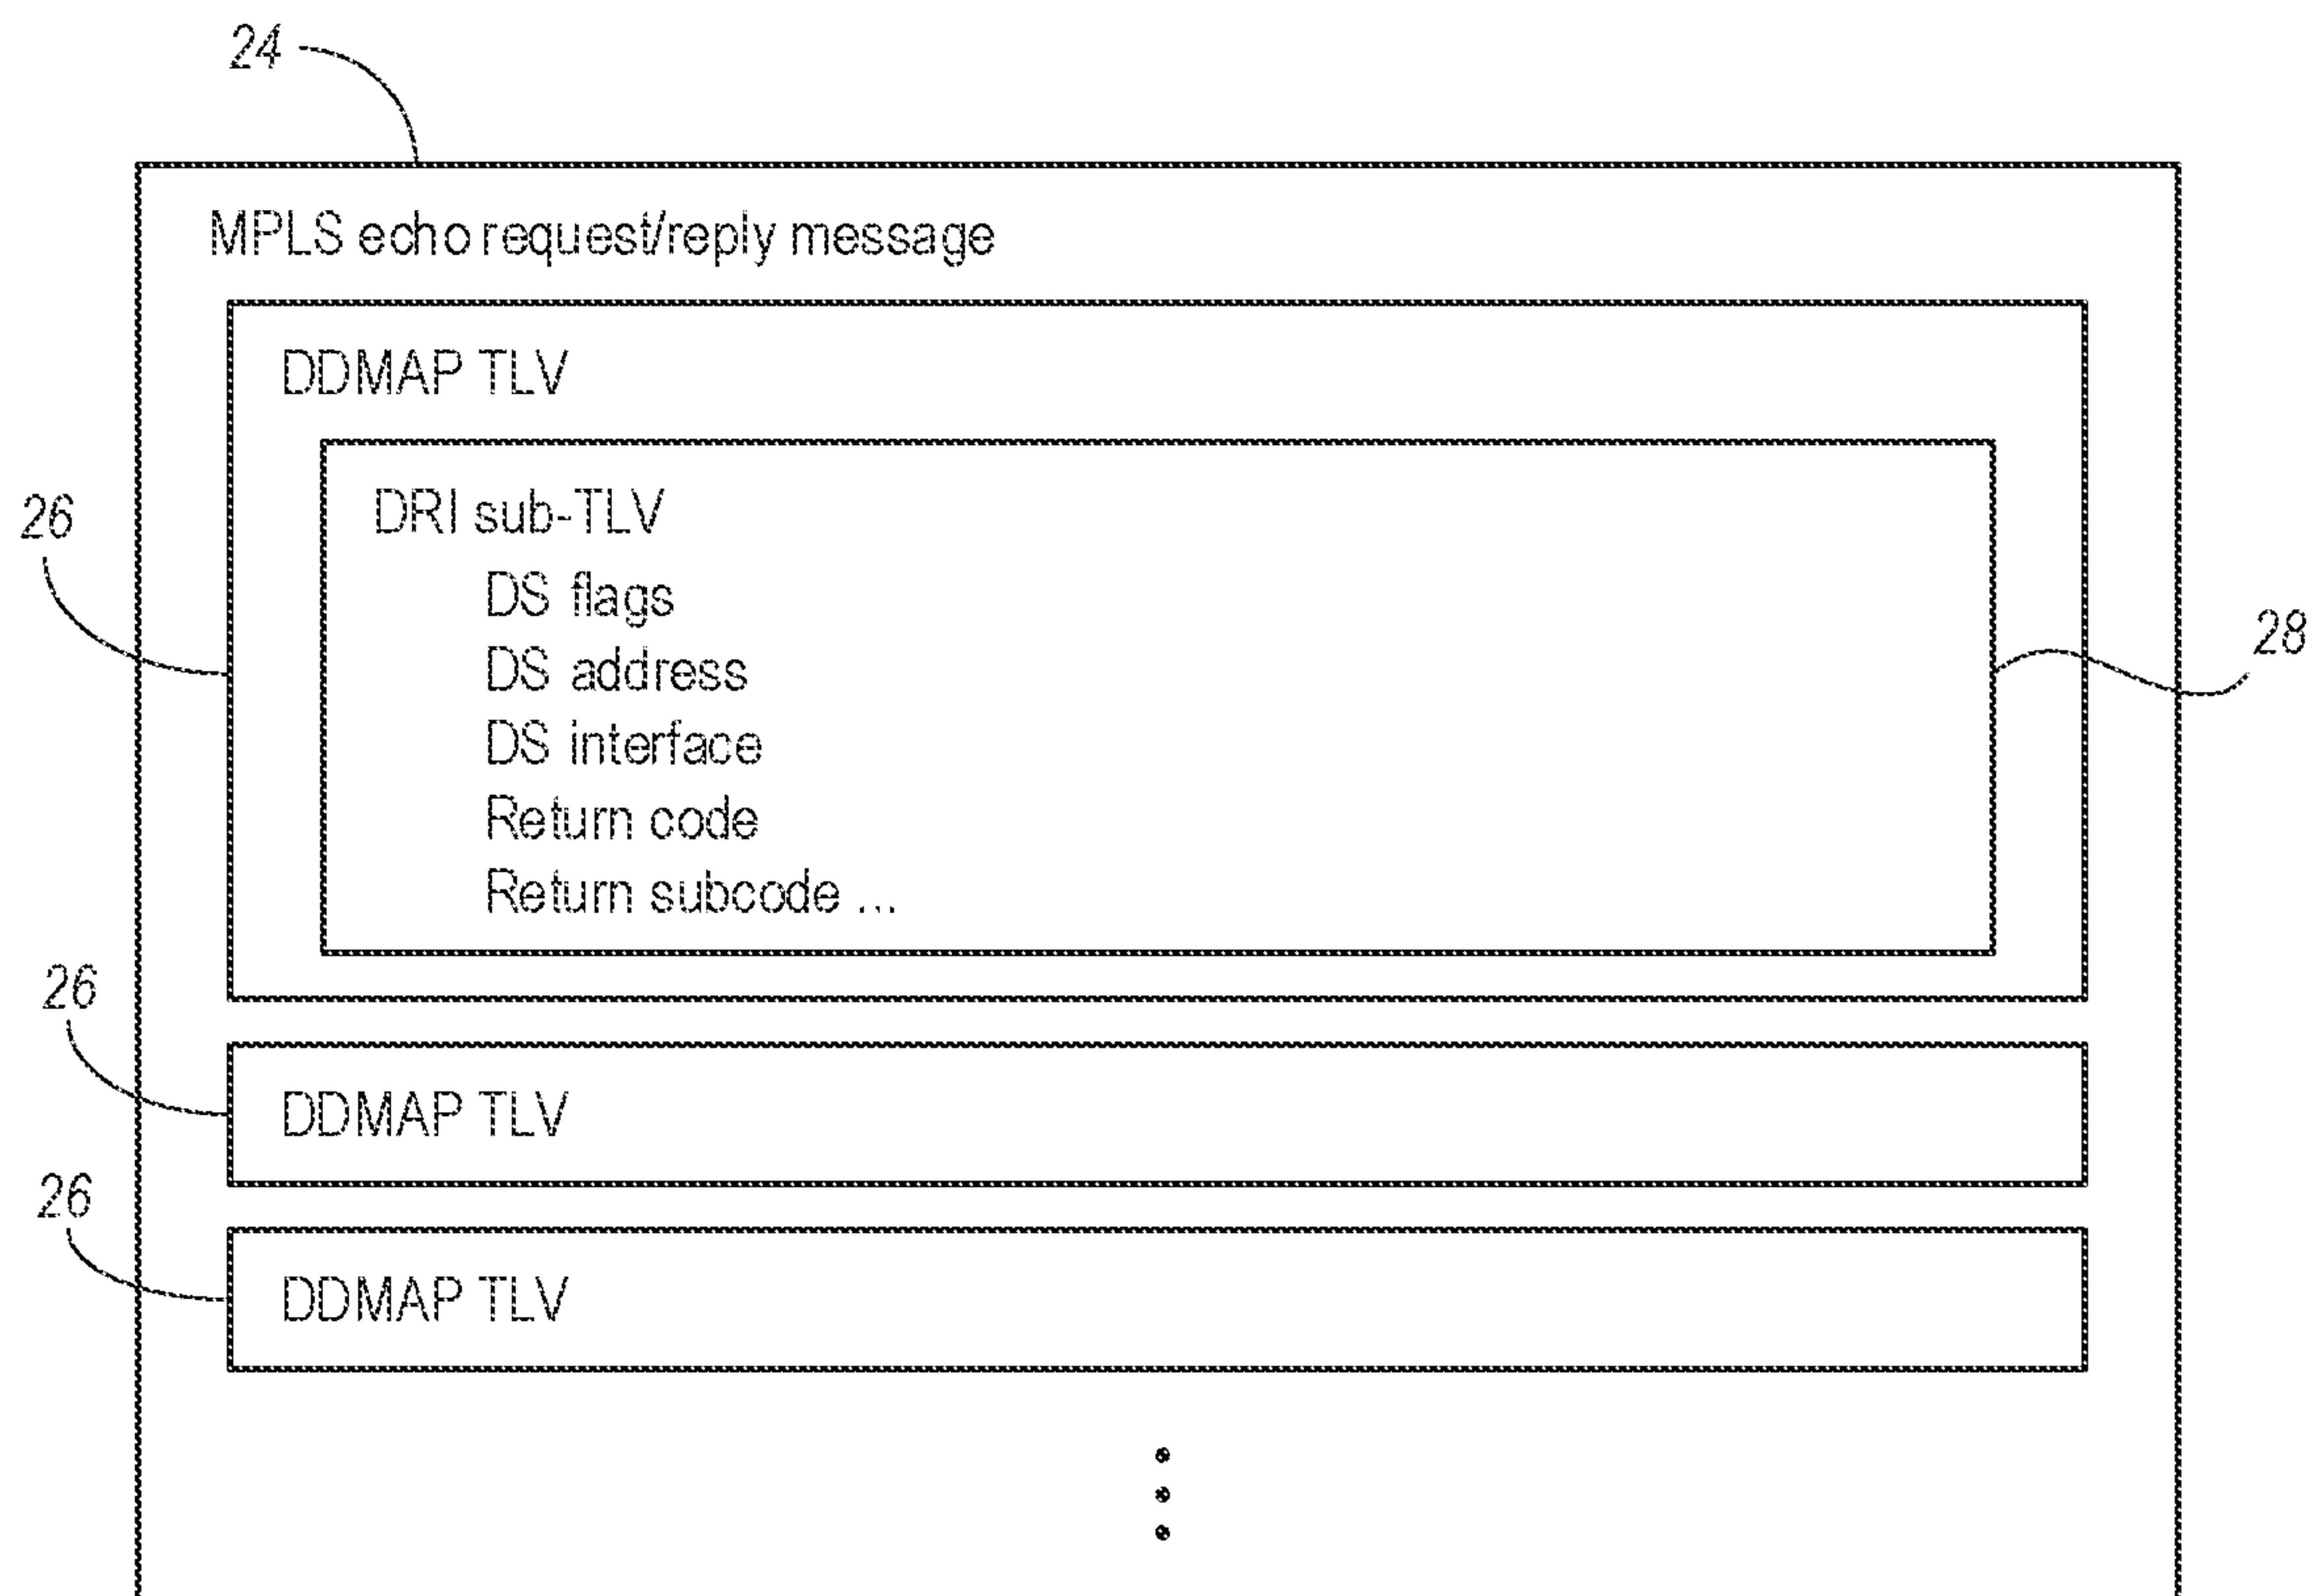 24
MPLS echo request/reply message
DDMAP TLV
26
DRI sub-TLV
DS flags
DS address
28
DS interface
Return code
Return subcode ...
26
DDMAP TLV
26
DDMAP TLV